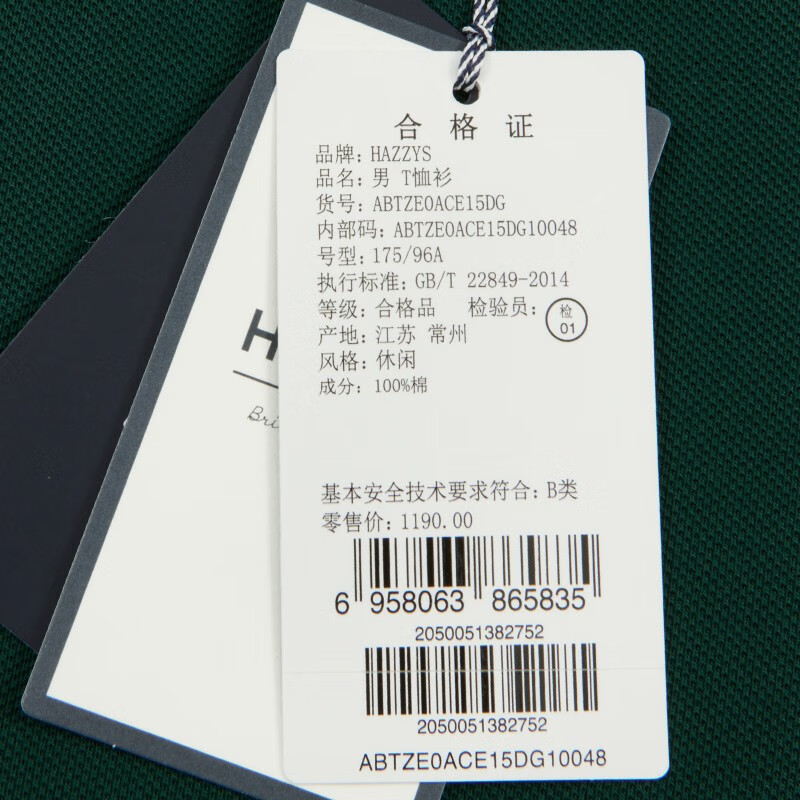 合格证
品牌: HAZZYS
品名: 男 T恤衫
货号: ABTZE0ACE15DG
内部码: ABTZE0ACE15DG10048
号型: 175/96A
执行标准: GB/T 22849-2014
等级: 合格品 检验员: 检 01
产地: 江苏 常州
风格: 休闲
成分: 100%棉
基本安全技术要求符合: B类
零售价: 1190.00
6 958063 865835
2050051382752
2050051382752
ABTZE0ACE15DG10048
H
Bri